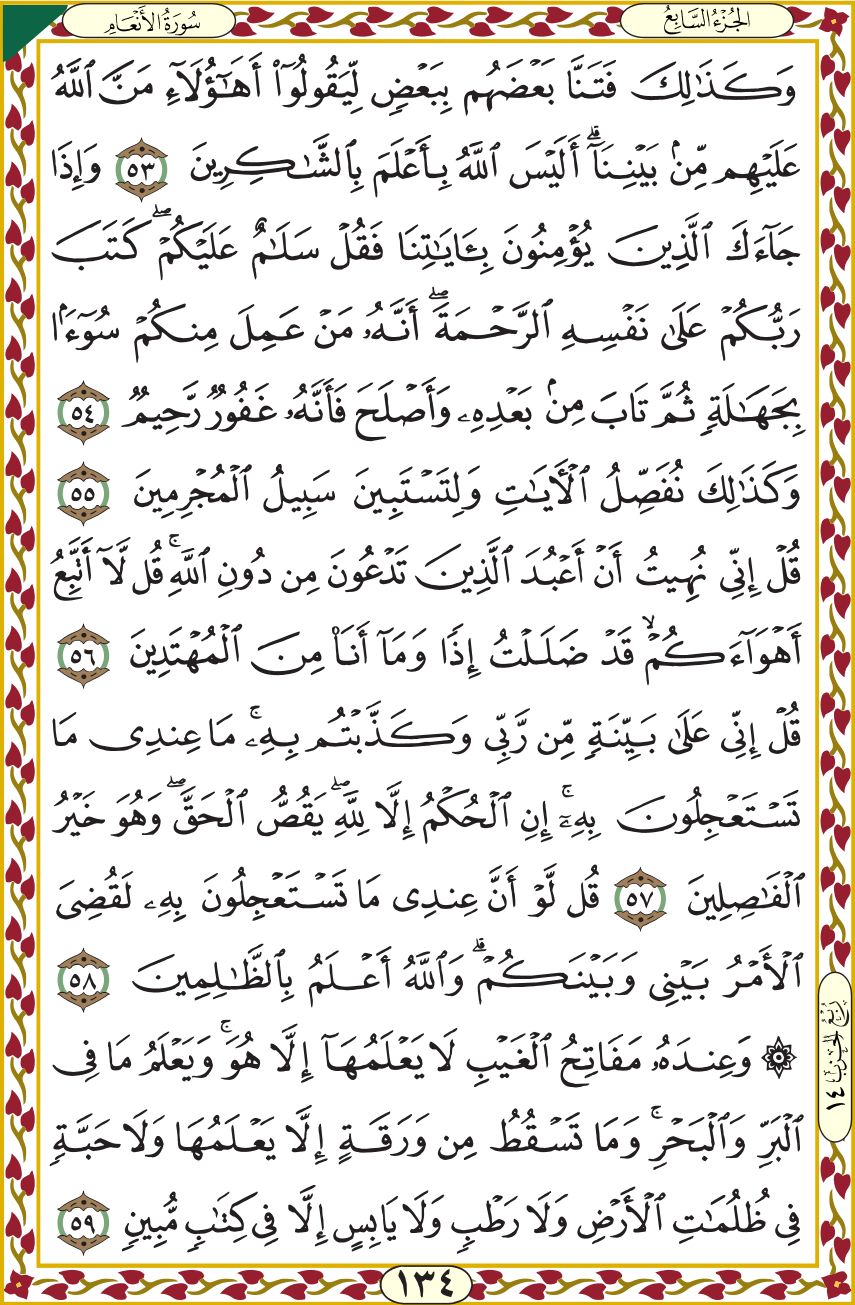 الجُزْءُ السَّابِعُ
سُورَةُ الأَنْعَامِ
وَكَذَٰلِكَ فَتَنَّا بَعْضَهُم بِبَعْضٍ لِّيَقُولُوٓا۟ أَهَـٰٓؤُلَآءِ مَنَّ ٱللَّهُ
عَلَيْهِم مِّنۢ بَيْنِنَآ ۗ أَلَيْسَ ٱللَّهُ بِأَعْلَمَ بِٱلشَّـٰكِرِينَ ٥٣ وَإِذَا
جَآءَكَ ٱلَّذِينَ يُؤْمِنُونَ بِـَٔايَـٰتِنَا فَقُلْ سَلَـٰمٌ عَلَيْكُمْ ۖ كَتَبَ
رَبُّكُمْ عَلَىٰ نَفْسِهِ ٱلرَّحْمَةَ ۖ أَنَّهُۥ مَنْ عَمِلَ مِنكُمْ سُوٓءًۢا
بِجَهَـٰلَةٍ ثُمَّ تَابَ مِنۢ بَعْدِهِۦ وَأَصْلَحَ فَأَنَّهُۥ غَفُورٌ رَّحِيمٌ ٥٤
وَكَذَٰلِكَ نُفَصِّلُ ٱلْـَٔايَـٰتِ وَلِتَسْتَبِينَ سَبِيلُ ٱلْمُجْرِمِينَ ٥٥
قُلْ إِنِّى نُهِيتُ أَنْ أَعْبُدَ ٱلَّذِينَ تَدْعُونَ مِن دُونِ ٱللَّهِ ۚ قُل لَّآ أَتَّبِعُ
أَهْوَآءَكُمْ ۙ قَدْ ضَلَلْتُ إِذًا وَمَآ أَنَا۠ مِنَ ٱلْمُهْتَدِينَ ٥٦
قُلْ إِنِّى عَلَىٰ بَيِّنَةٍ مِّن رَّبِّى وَكَذَّبْتُم بِهِۦ ۚ مَا عِندِى مَا
تَسْتَعْجِلُونَ بِهِۦٓ ۚ إِنِ ٱلْحُكْمُ إِلَّا لِلَّهِ ۖ يَقُصُّ ٱلْحَقَّ ۖ وَهُوَ خَيْرُ
ٱلْفَـٰصِلِينَ ٥٧ قُل لَّوْ أَنَّ عِندِى مَا تَسْتَعْجِلُونَ بِهِۦ لَقُضِىَ
ٱلْأَمْرُ بَيْنِى وَبَيْنَكُمْ ۗ وَٱللَّهُ أَعْلَمُ بِٱلظَّـٰلِمِينَ ٥٨
۞ وَعِندَهُۥ مَفَاتِحُ ٱلْغَيْبِ لَا يَعْلَمُهَآ إِلَّا هُوَ ۚ وَيَعْلَمُ مَا فِى
ٱلْبَرِّ وَٱلْبَحْرِ ۚ وَمَا تَسْقُطُ مِن وَرَقَةٍ إِلَّا يَعْلَمُهَا وَلَا حَبَّةٍ
فِى ظُلُمَـٰتِ ٱلْأَرْضِ وَلَا رَطْبٍ وَلَا يَابِسٍ إِلَّا فِى كِتَـٰبٍ مُّبِينٍ ٥٩
رُبْعُ الحِزْبِ ١٤
١٣٤